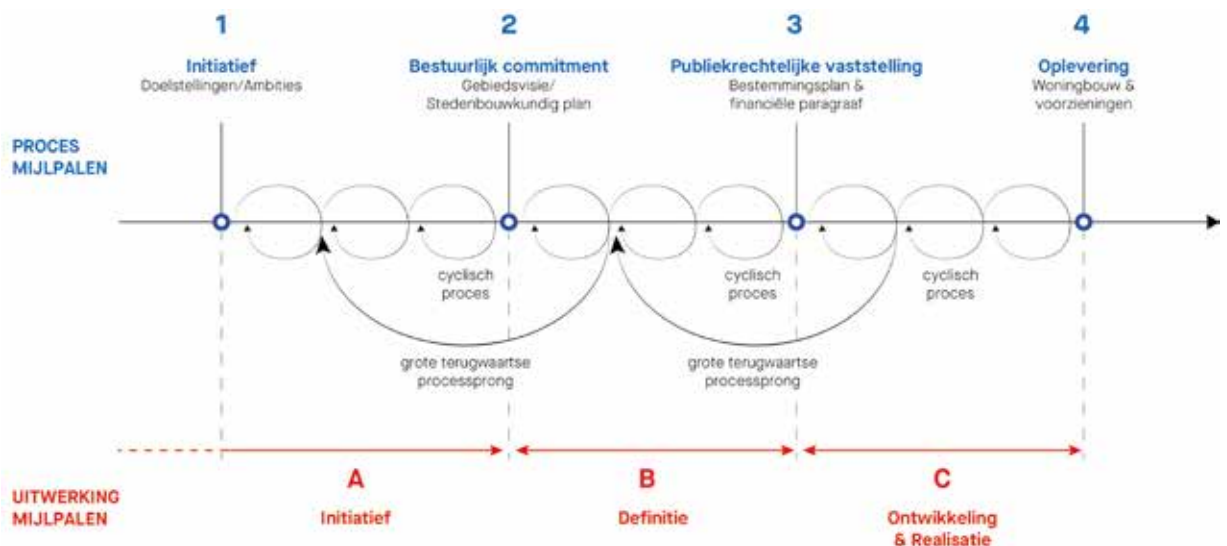 1
2
3
4
Initiatief
Doelstellingen/Ambities
Bestuurlijk commitment
Gebiedsvisie/
Stedenbouwkundig plan
Publiekrechtelijke vaststelling
Bestemmingsplan &
financiële paragraaf
Oplevering
Woningbouw &
voorzieningen
PROCES
MIJLPALEN
cyclisch
proces
cyclisch
proces
cyclisch
proces
grote terugwaartse
processprong
grote terugwaartse
processprong
A
B
C
UITWERKING
MIJLPALEN
Initiatief
Definitie
Ontwikkeling
& Realisatie